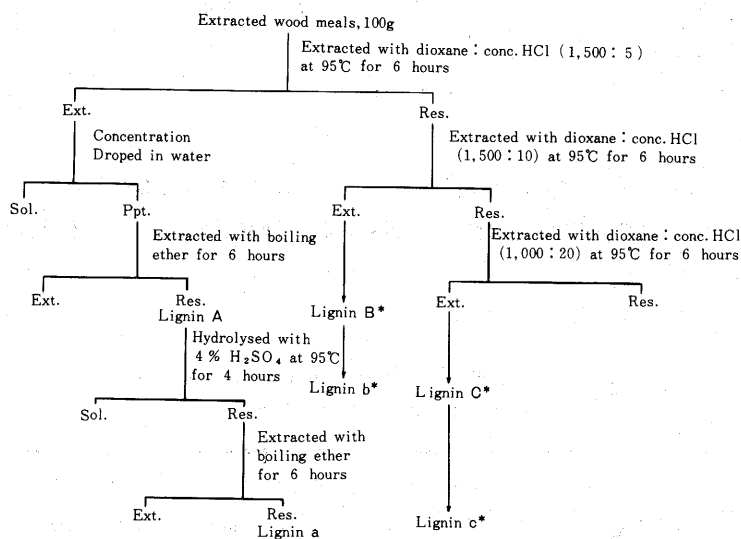 Extracted wood meals, 100g
Extracted with dioxane : conc. HCl (1,500 : 5)
at 95℃ for 6 hours
Ext.
Res.
Concentration
Droped in water
Extracted with dioxane : conc. HCl
(1,500 : 10) at 95℃ for 6 hours
Sol.
Ppt.
Ext.
Res.
Extracted with boiling
ether for 6 hours
Extracted with dioxane : conc. HCl
(1,000 : 20) at 95℃ for 6 hours
Ext.
Res.
Lignin A
Lignin B*
Ext.
Res.
Hydrolysed with
4 % H₂SO₄ at 95℃
for 4 hours
Lignin b*
Lignin C*
Sol.
Res.
Extracted with
boiling ether
for 6 hours
Ext.
Res.
Lignin a
Lignin c*